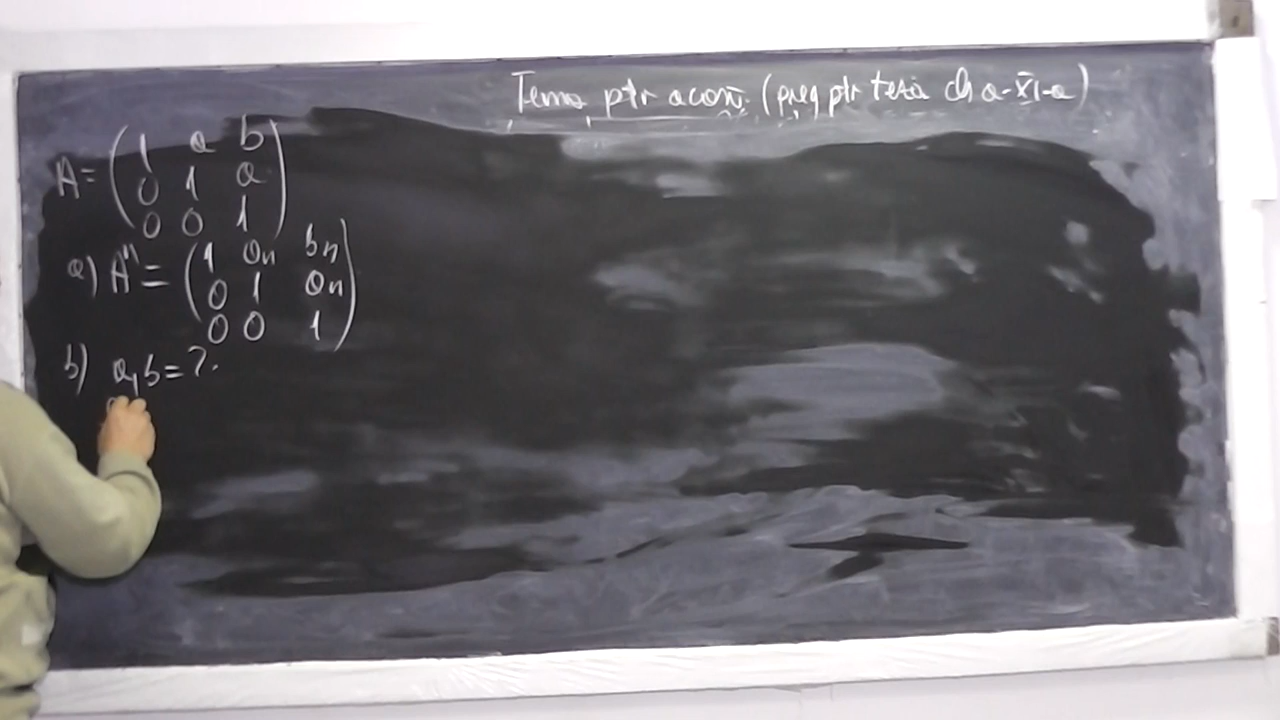 Tema ptr acasă (preg ptr teză cl a-XI-a)
A = ( 1 a b
0 1 a
0 0 1 )
a) Aⁿ = ( 1 aₙ bₙ
0 1 aₙ
0 0 1 )
b) aₙ b = ?